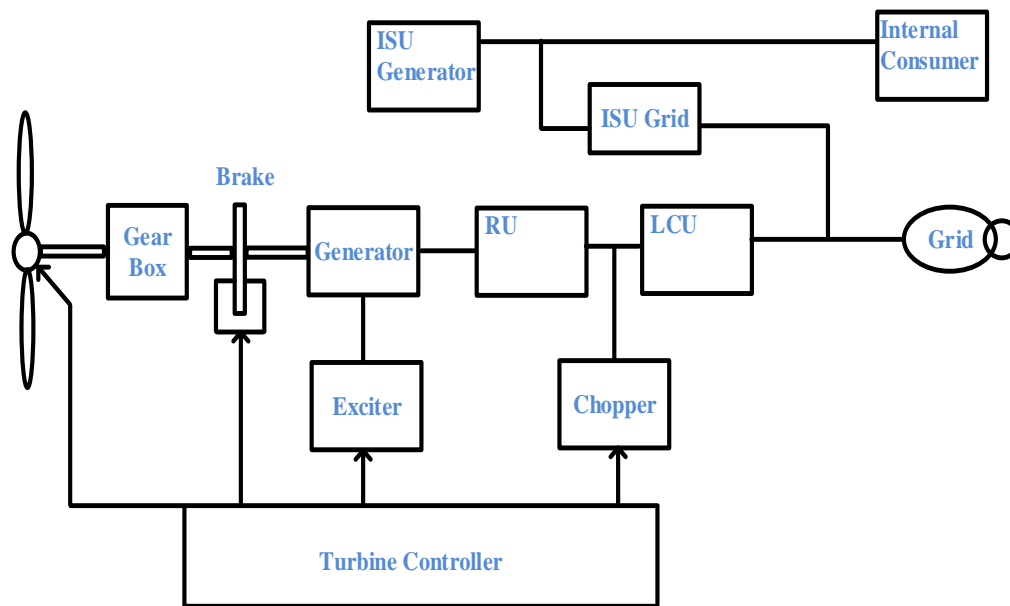 ISU
Generator
Internal
Consumer
ISU Grid
Brake
Gear
Box
Generator
RU
LCU
Grid
Exciter
Chopper
Turbine Controller